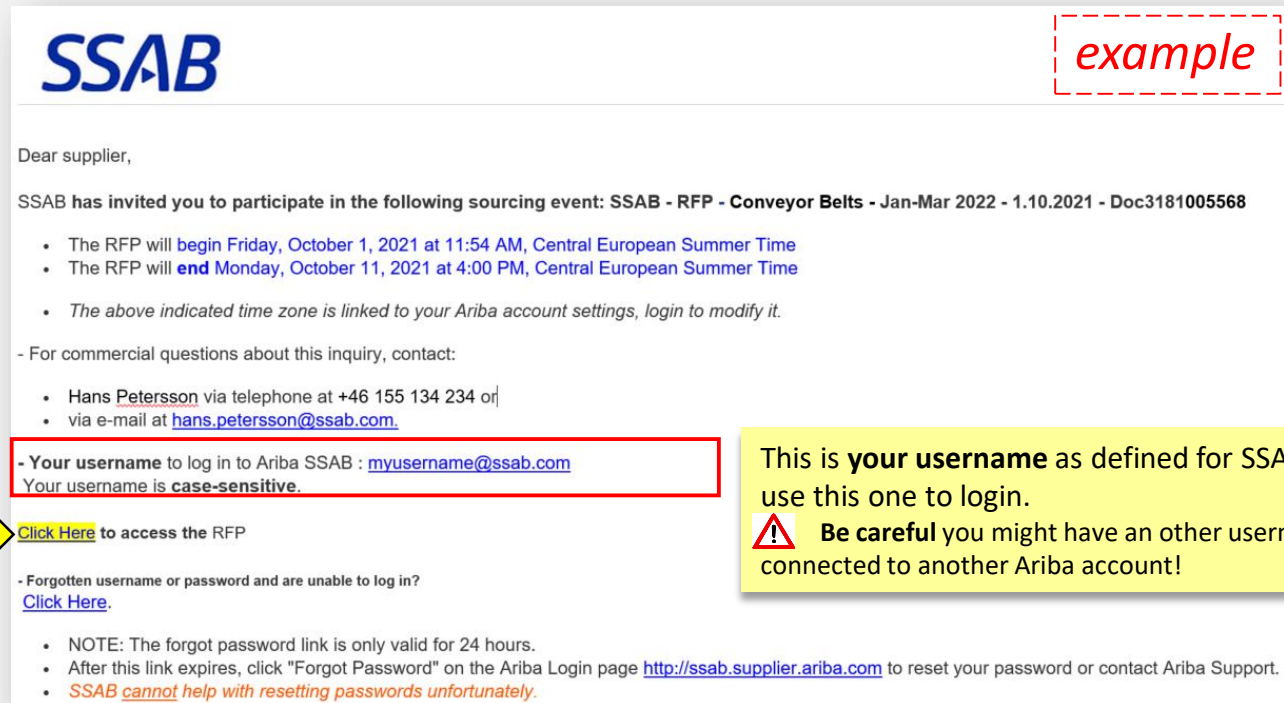 SSAB
example
Dear supplier,
SSAB has invited you to participate in the following sourcing event: SSAB - RFP - Conveyor Belts - Jan-Mar 2022 - 1.10.2021 - Doc3181005568
• The RFP will begin Friday, October 1, 2021 at 11:54 AM, Central European Summer Time
• The RFP will end Monday, October 11, 2021 at 4:00 PM, Central European Summer Time
• The above indicated time zone is linked to your Ariba account settings, login to modify it.
- For commercial questions about this inquiry, contact:
• Hans Petersson via telephone at +46 155 134 234 or
• via e-mail at hans.petersson@ssab.com.
- Your username to log in to Ariba SSAB : myusername@ssab.com
Your username is case-sensitive.
This is your username as defined for SSA
use this one to login.
Be careful you might have an other usern
connected to another Ariba account!
Click Here to access the RFP
- Forgotten username or password and are unable to log in?
Click Here.
• NOTE: The forgot password link is only valid for 24 hours.
• After this link expires, click "Forgot Password" on the Ariba Login page http://ssab.supplier.ariba.com to reset your password or contact Ariba Support.
• SSAB cannot help with resetting passwords unfortunately.